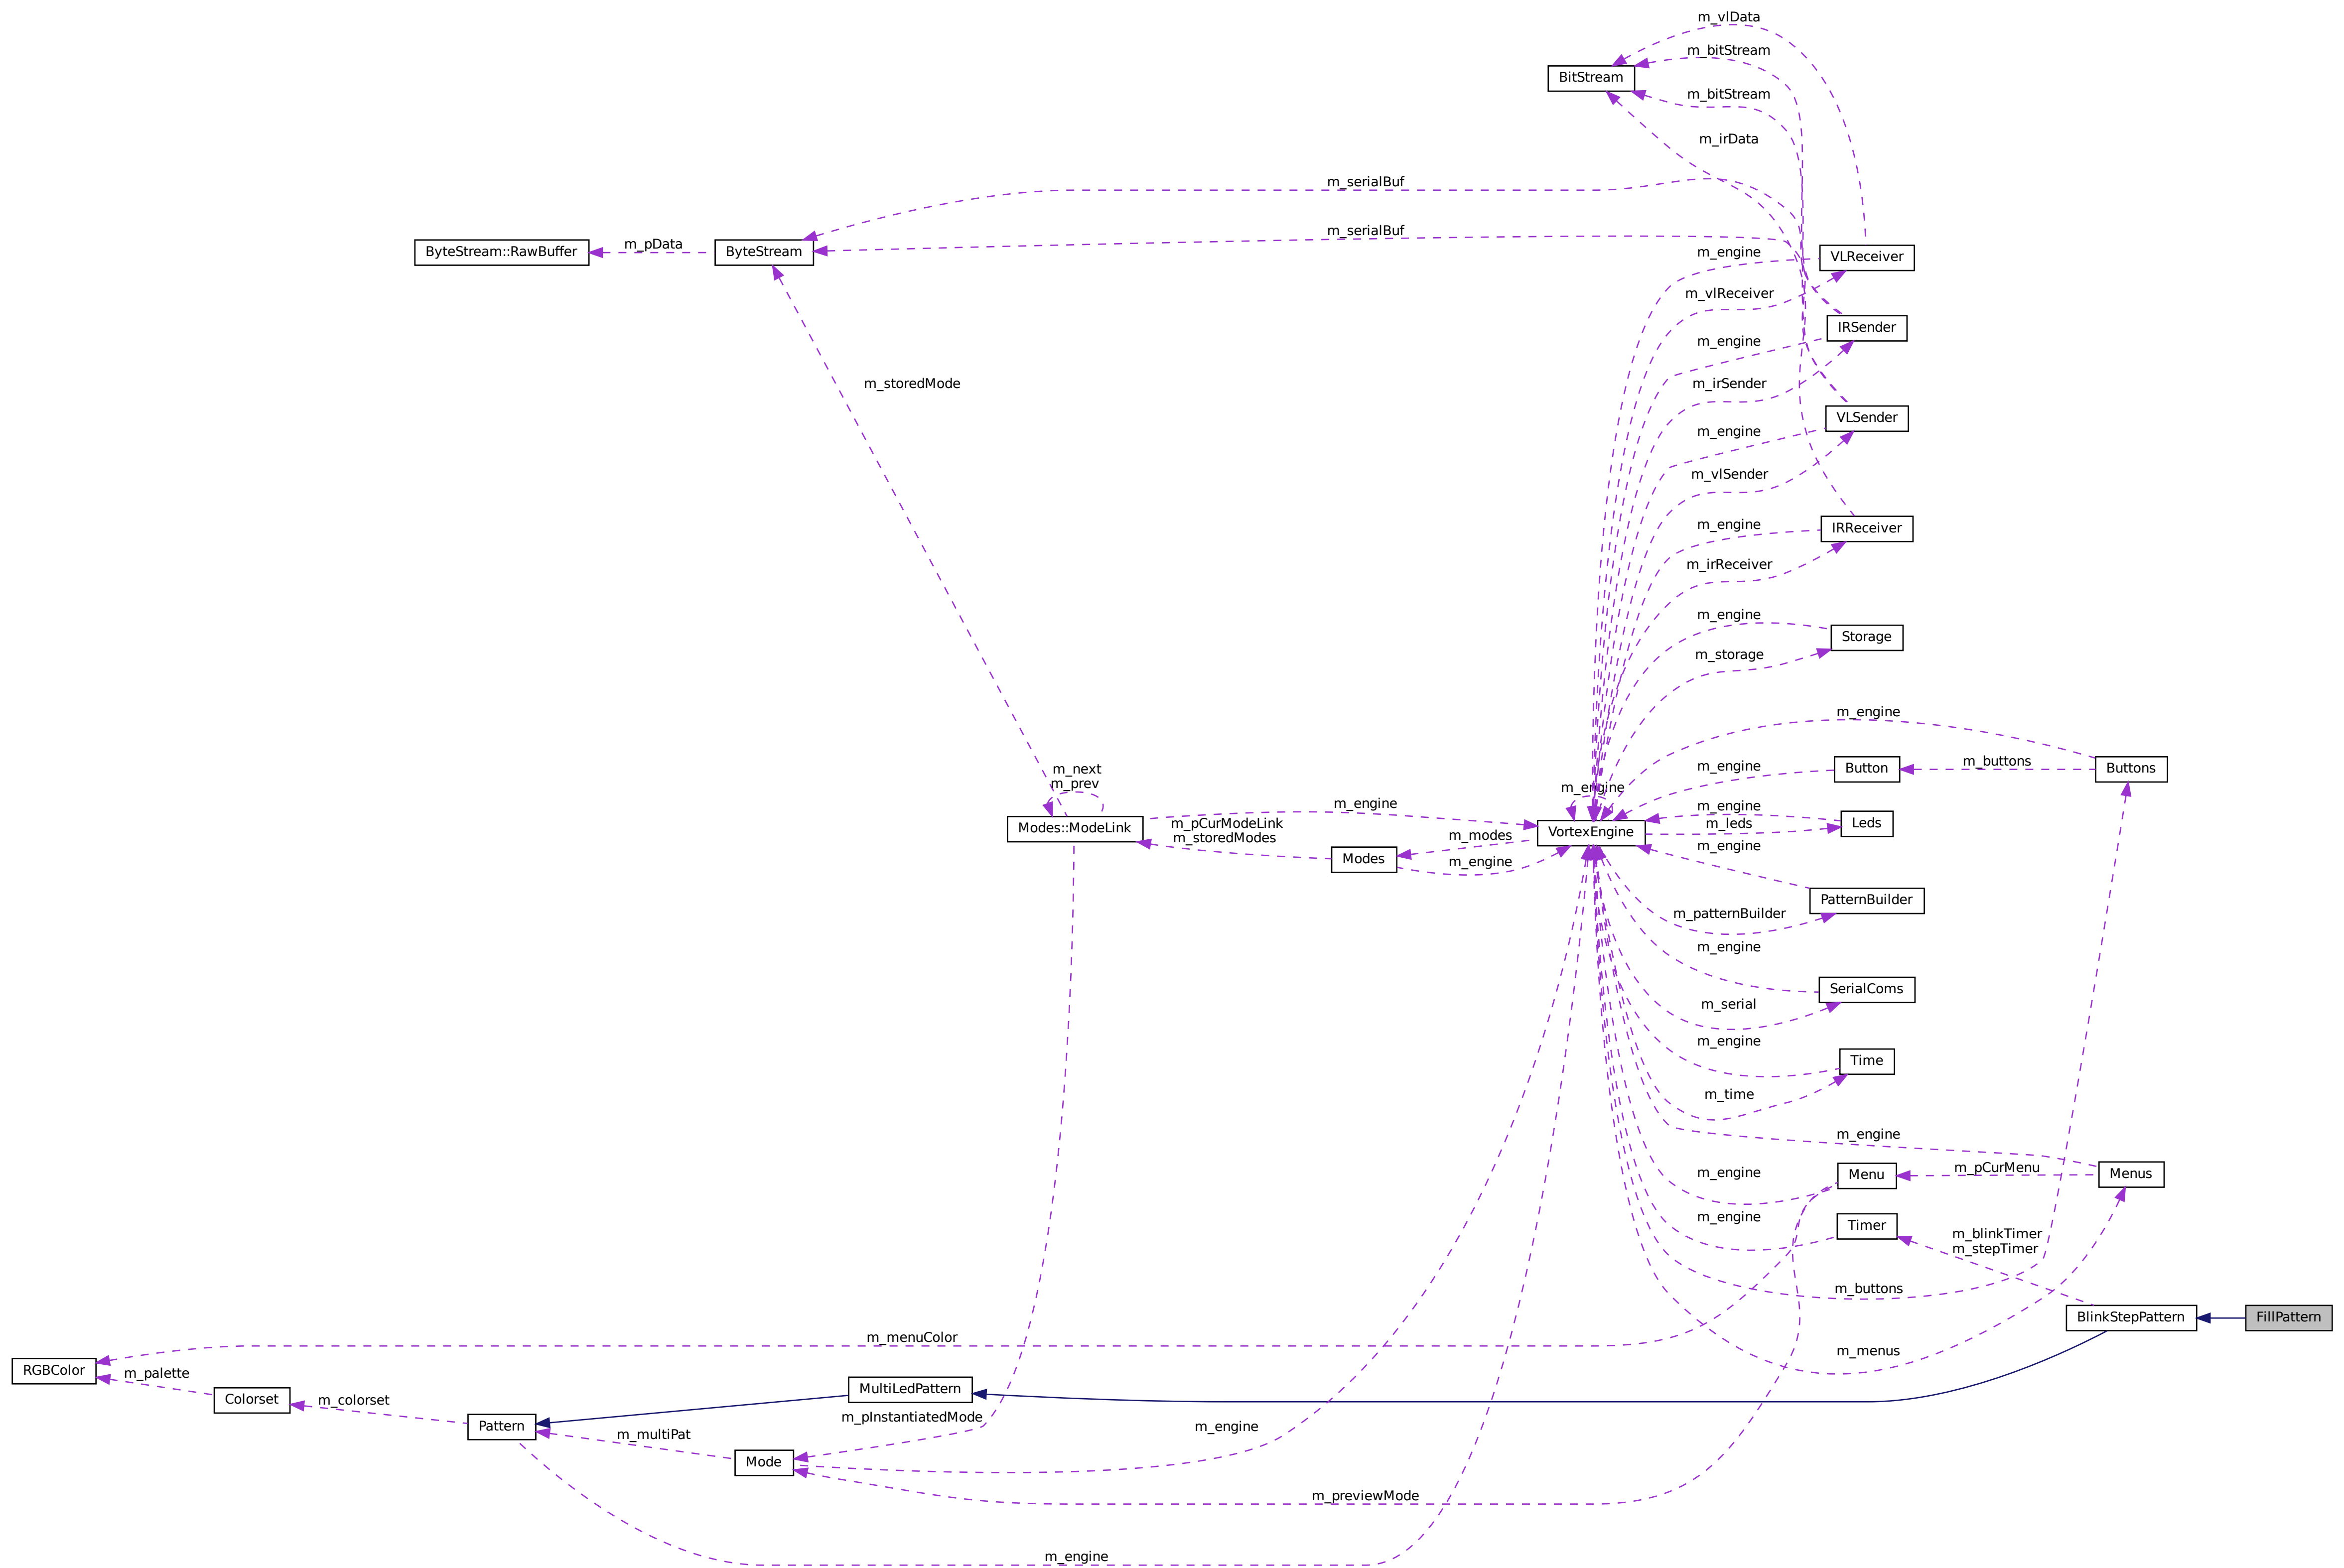 m_vlData
m_bitStream
BitStream
m_bitStream
m_irData
m_serialBuf
m_serialBuf
ByteStream::RawBuffer
m_pData
ByteStream
m_engine
VLReceiver
m_vlReceiver
IRSender
m_engine
m_irSender
m_storedMode
VLSender
m_engine
m_vlSender
m_engine
IRReceiver
m_irReceiver
m_engine
Storage
m_storage
m_engine
m_buttons
Buttons
m_engine
Button
m_next
m_prev
m_engine
m_engine
m_engine
Leds
m_leds
Modes::ModeLink
m_pCurModeLink
m_storedModes
m_modes
VortexEngine
m_engine
Modes
m_engine
PatternBuilder
m_patternBuilder
m_engine
SerialComs
m_serial
m_engine
Time
m_time
m_engine
m_engine
Menu
m_pCurMenu
Menus
m_engine
Timer
m_blinkTimer
m_stepTimer
m_buttons
BlinkStepPattern
FillPattern
m_menuColor
m_menus
RGBColor
m_palette
Colorset
m_colorset
MultiLedPattern
m_pInstantiatedMode
Pattern
m_multiPat
m_engine
Mode
m_previewMode
m_engine